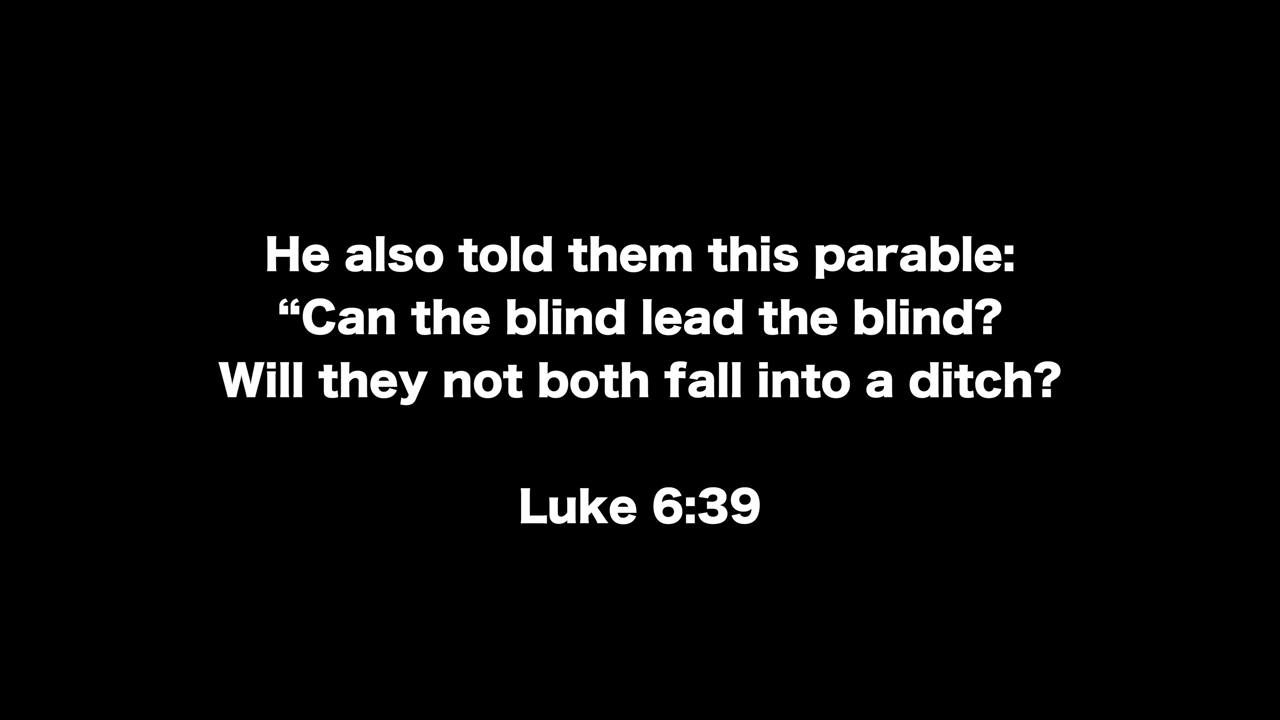 He also told them this parable:
“Can the blind lead the blind?
Will they not both fall into a ditch?
Luke 6:39